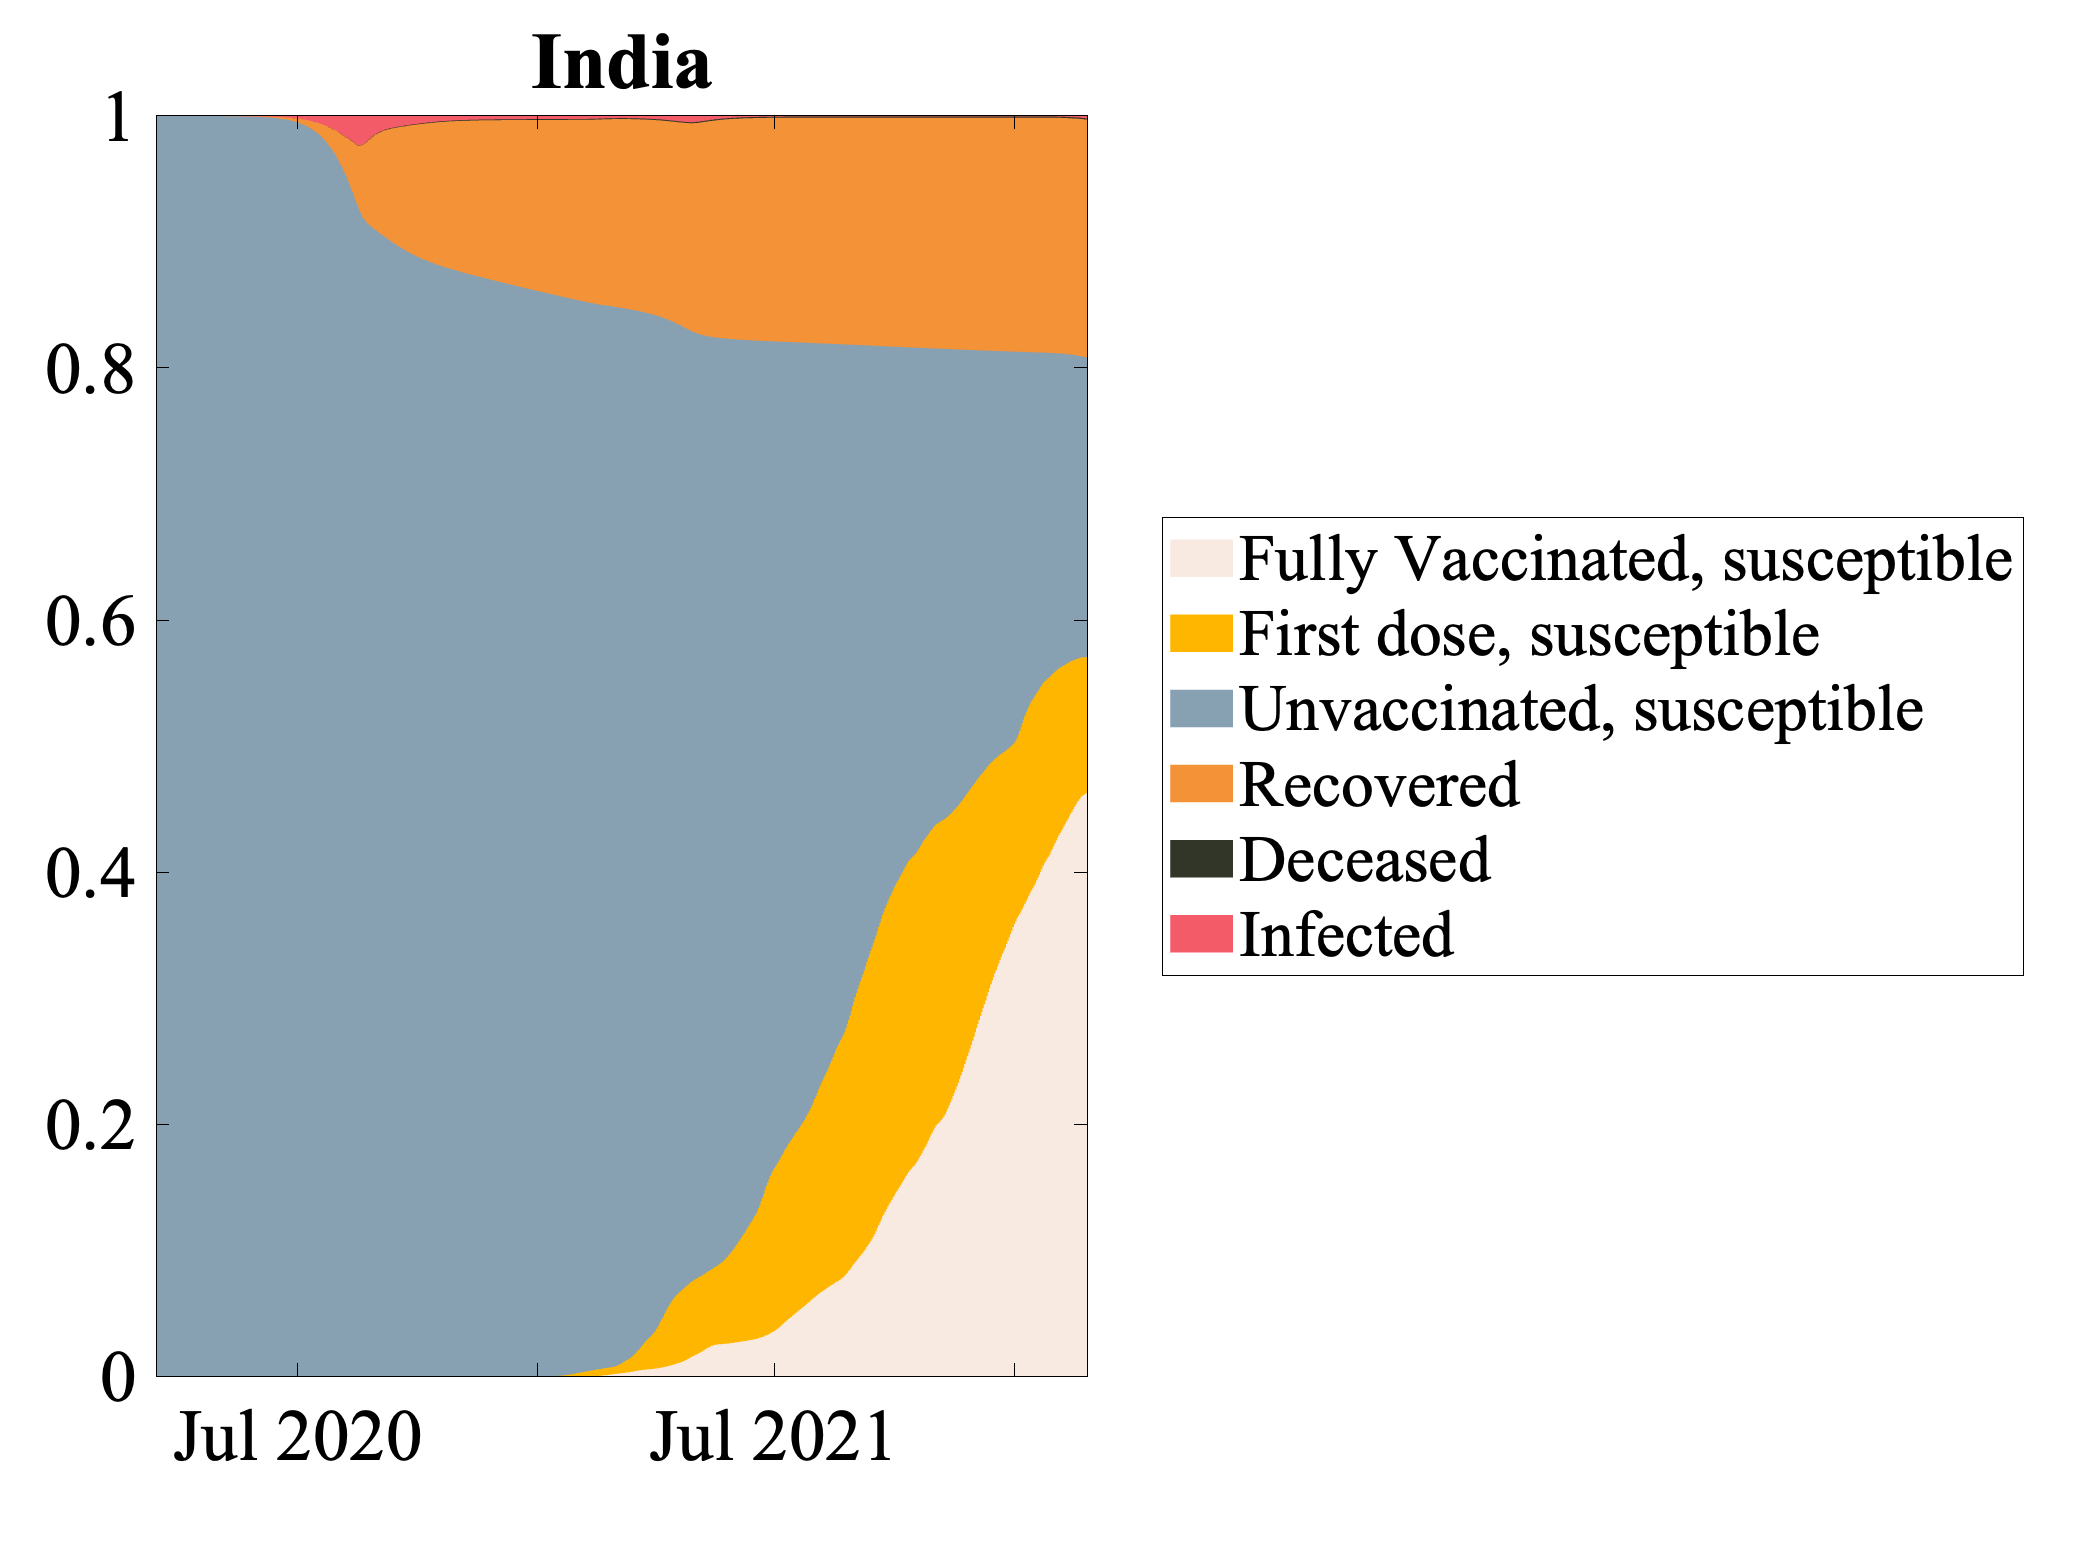 India
1
0.8
0.6
0.4
0.2
0
Jul 2020
Jul 2021
Fully Vaccinated, susceptible
First dose, susceptible
Unvaccinated, susceptible
Recovered
Deceased
Infected